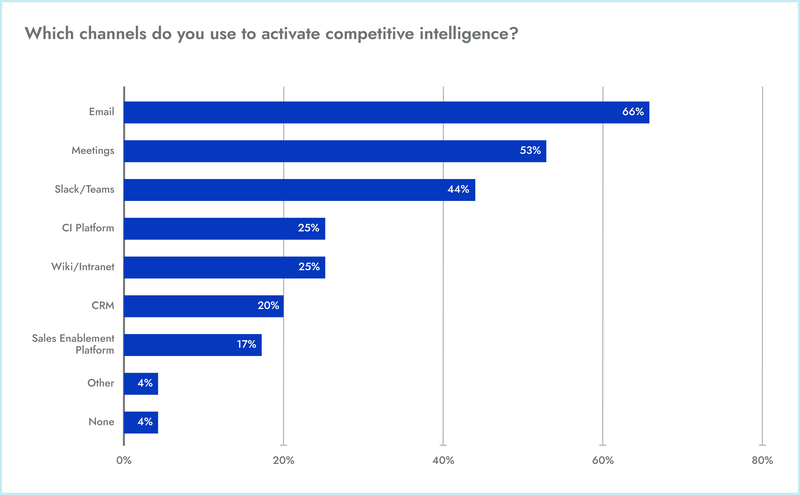 Which channels do you use to activate competitive intelligence?
Email
66%
Meetings
53%
Slack/Teams
44%
CI Platform
25%
Wiki/Intranet
25%
CRM
20%
Sales Enablement
Platform
17%
Other
4%
None
4%
0%
20%
40%
60%
80%